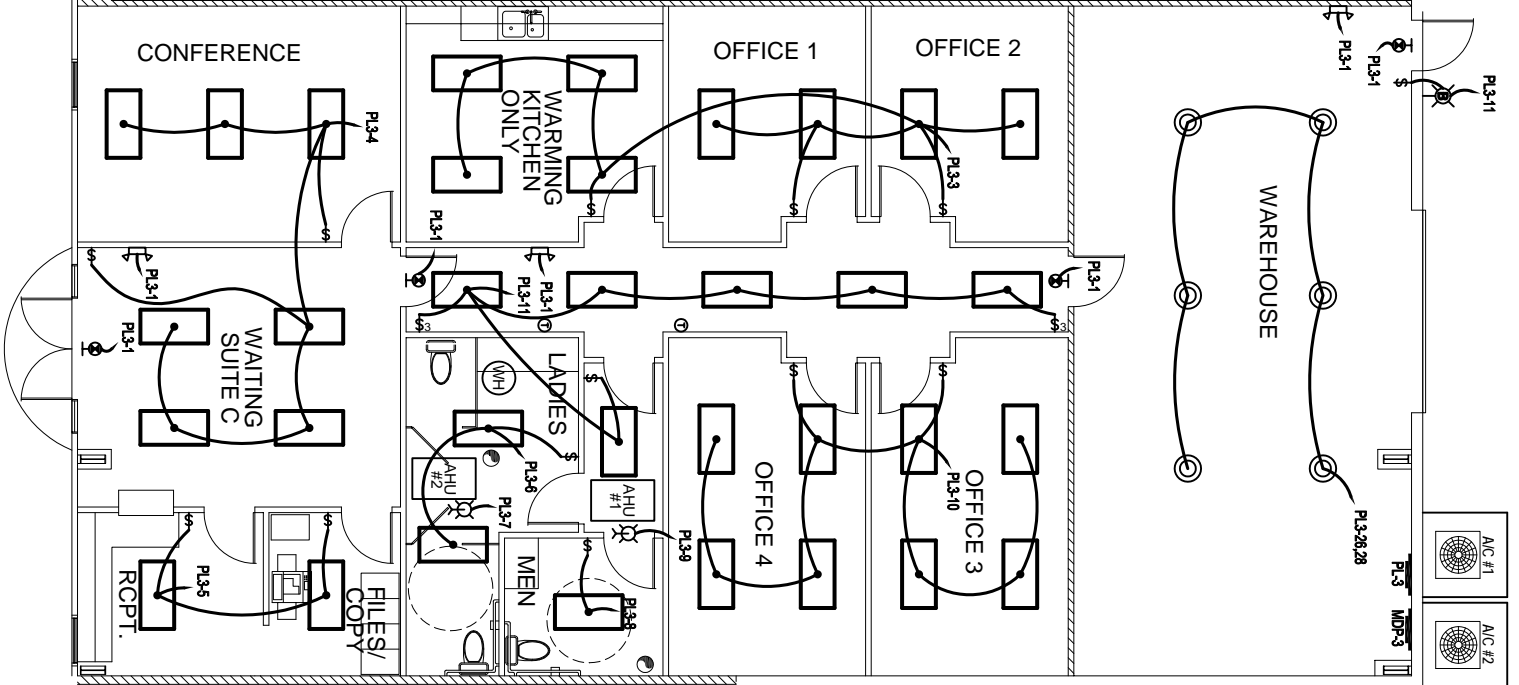 CONFERENCE
OFFICE 1
OFFICE 2
WARMING
KITCHEN
ONLY
WAREHOUSE
PL3-1
PL3-1
PL3-11
$
B
PL3-4
PL3-3
$
$
$
$
PL3-1
PL3-1
PL3-11
PL3-1
PL3-1
$
PL3-1
$3
T
T
$3
WAITING
SUITE C
LADIES
WH
$
$
$
$
PL3-6
AHU
#2
AHU
#1
PL3-7
PL3-9
PL3-10
OFFICE 4
OFFICE 3
PL3-26,28
A/C #1
PL-3
MDP-3
A/C #2
$
$
$
PL3-5
RCPT.
FILES/
COPY
MEN
PL3-8